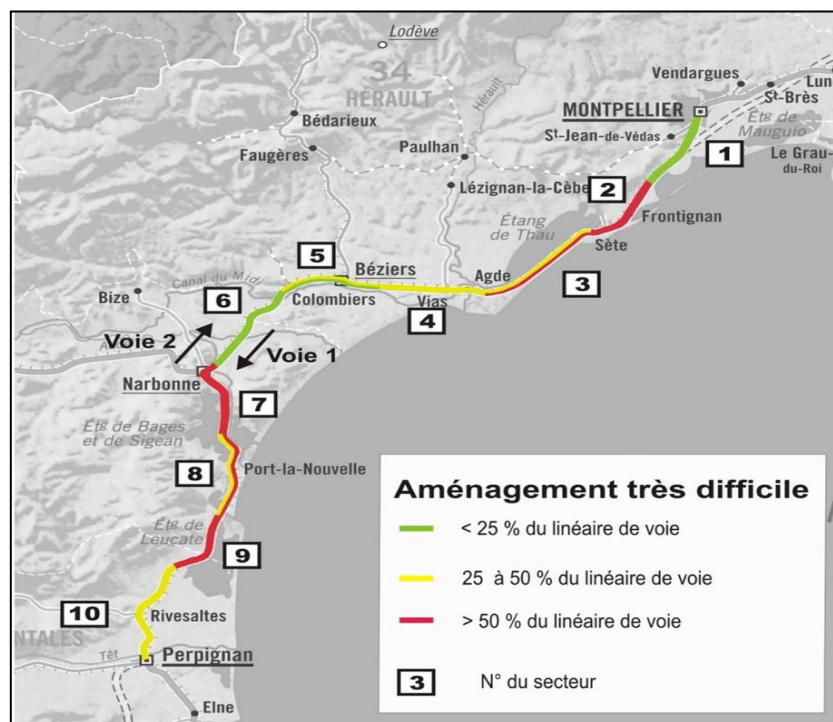 Lodève
34
HÉRAULT
Hérault
Vendargues
Lun
St-Brès
MONTPELLIER
Étg de
Mauguio
Bédarieux
St-Jean-de-Védas
1
Le Grau-
du-Roi
Faugères
Paulhan
2
Lézignan-la-Cèbe
Frontignan
Étang
de Thau
Sète
5
Béziers
Agde
3
Canal du Midi
Bize
6
Colombiers
Vias
4
Voie 2
Voie 1
Narbonne
7
Étg de Bages
et de Sigean
8
Port-la-Nouvelle
Étg de
Leucate
9
10
Rivesaltes
NTALES
Têt
Perpignan
Elne
Aménagement très difficile
< 25 % du linéaire de voie
25 à 50 % du linéaire de voie
> 50 % du linéaire de voie
3 N° du secteur